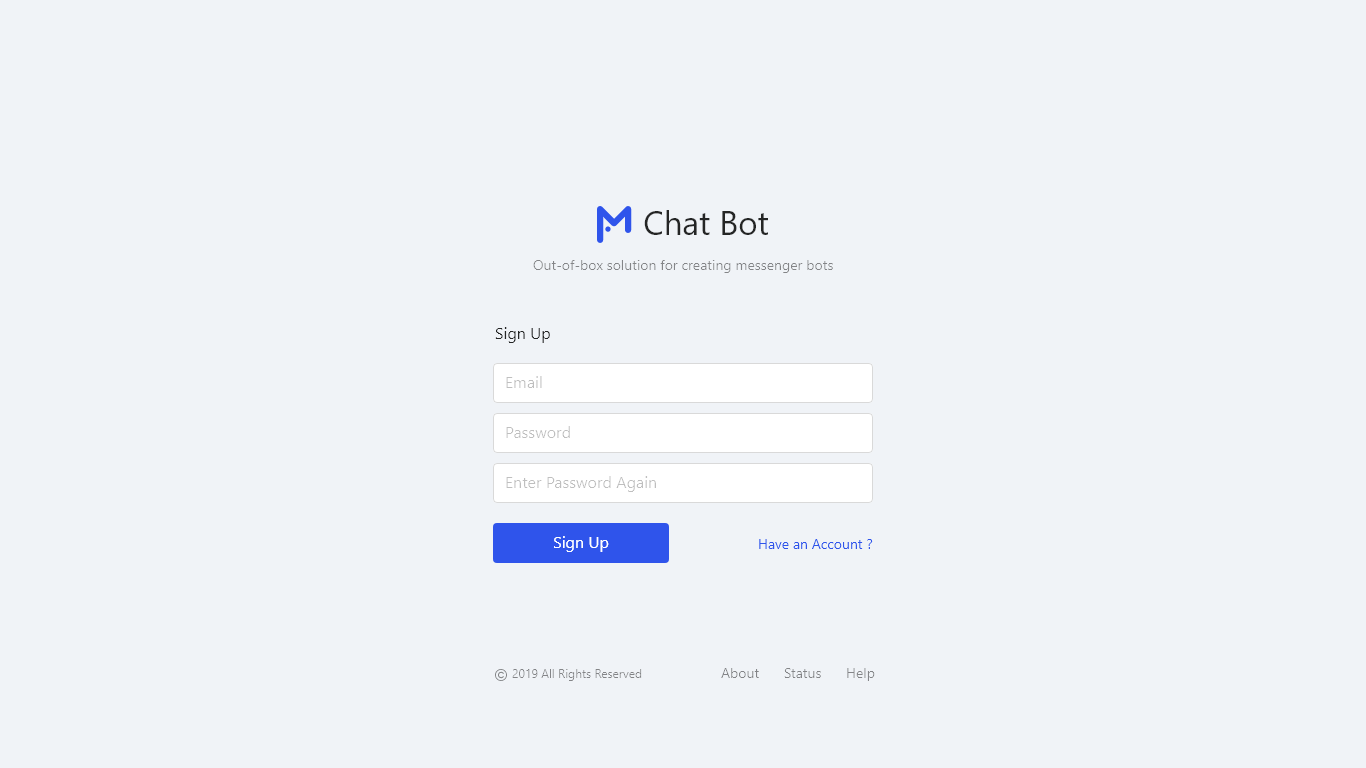 Chat Bot
Out-of-box solution for creating messenger bots
Sign Up
Email
Password
Enter Password Again
Sign Up
Have an Account ?
© 2019 All Rights Reserved
About
Status
Help